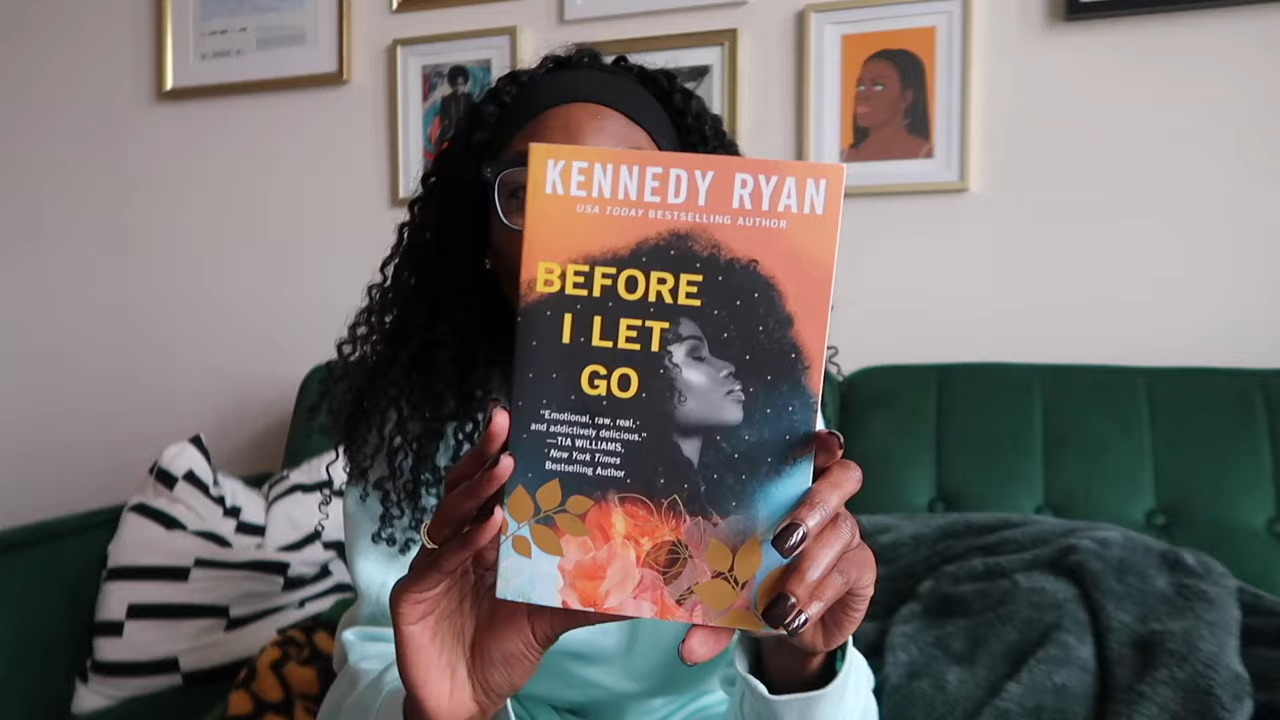 KENNEDY RYAN
USA TODAY BESTSELLING AUTHOR
BEFORE
I LET
GO
“Emotional, raw, real,
and addictively delicious.”
—TIA WILLIAMS,
New York Times
Bestselling Author